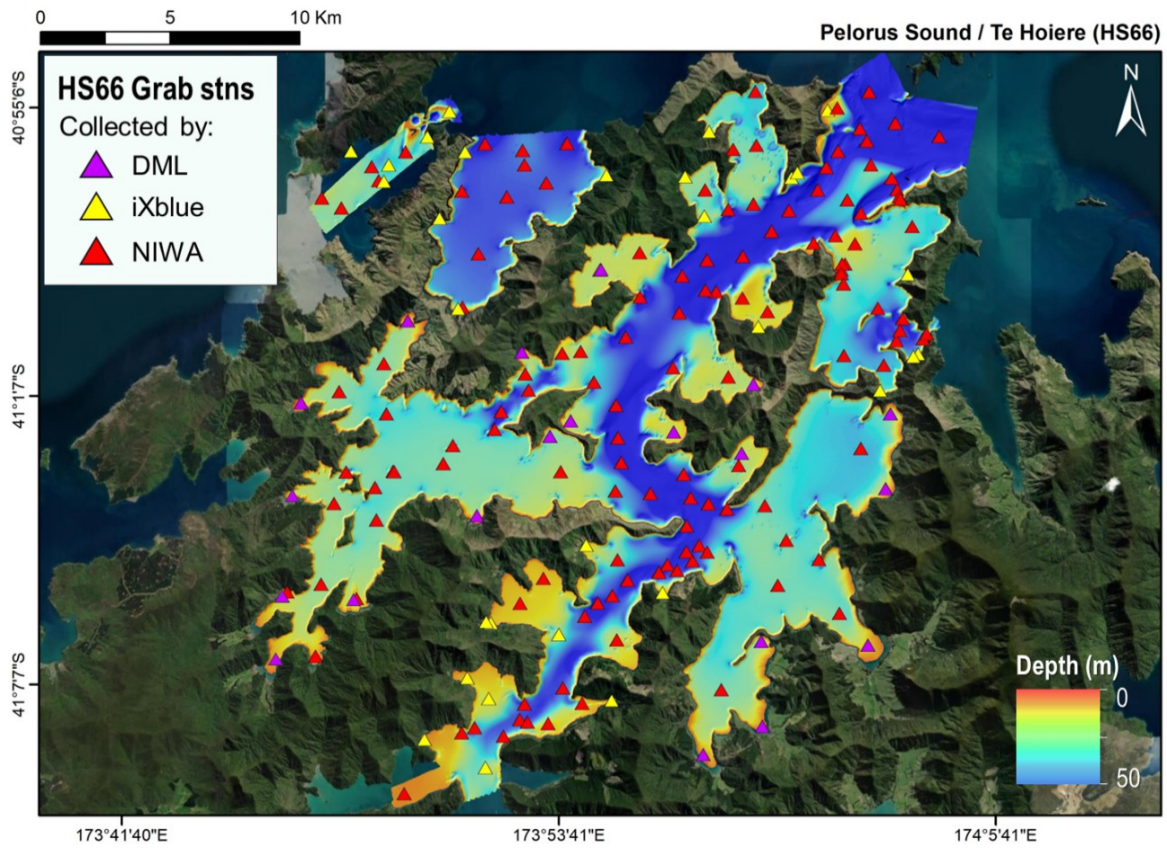 0 5 10 Km
Pelorus Sound / Te Hoiere (HS66)
HS66 Grab stns
Collected by:
DML
iXblue
NIWA
N
40°55'6"S
41°1'7"S
41°7'7"S
Depth (m)
0
50
173°41'40"E 173°53'41"E 174°5'41"E